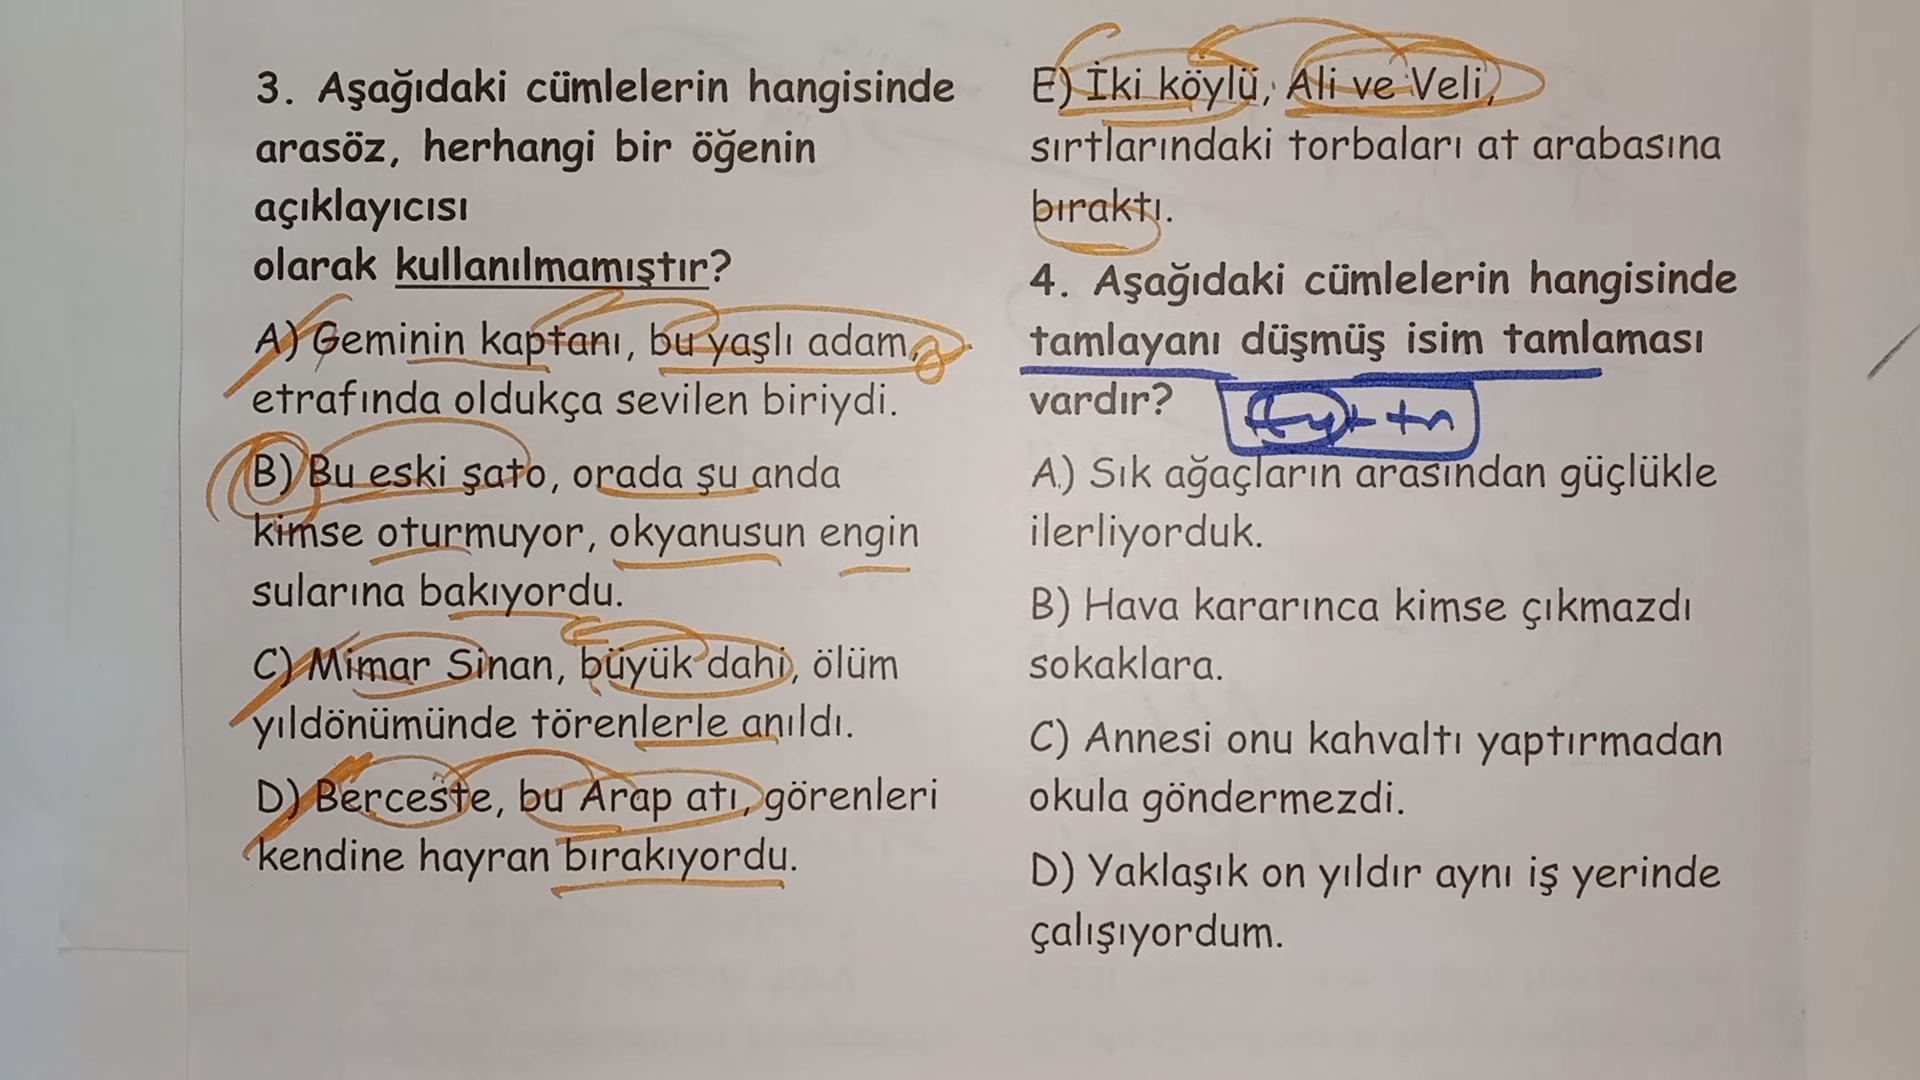 3. Aşağıdaki cümlelerin hangisinde
arasöz, herhangi bir öğenin
açıklayıcısı
olarak kullanılmamıştır?
A) Geminin kaptanı, bu yaşlı adam,
etrafında oldukça sevilen biriydi.
B) Bu eski şato, orada şu anda
kimse oturmuyor, okyanusun engin
sularına bakıyordu.
C) Mimar Sinan, büyük dahi, ölüm
yıldönümünde törenlerle anıldı.
D) Berceste, bu Arap atı, görenleri
kendine hayran bırakıyordu.
E) İki köylü, Ali ve Veli,
sırtlarındaki torbaları at arabasına
bıraktı.
4. Aşağıdaki cümlelerin hangisinde
tamlayanı düşmüş isim tamlaması
vardır?
A) Sık ağaçların arasından güçlükle
ilerliyorduk.
B) Hava kararınca kimse çıkmazdı
sokaklara.
C) Annesi onu kahvaltı yaptırmadan
okula göndermezdi.
D) Yaklaşık on yıldır aynı iş yerinde
çalışıyordum.